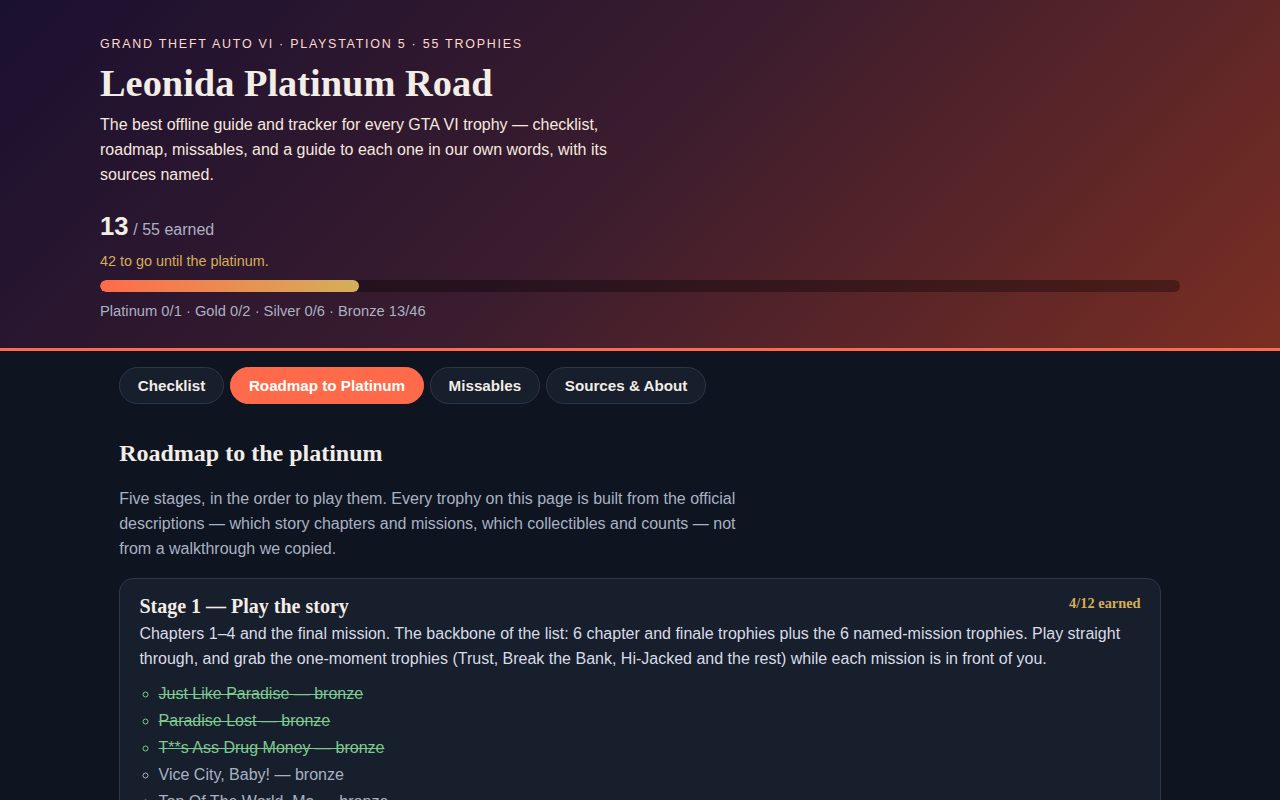 GRAND THEFT AUTO VI · PLAYSTATION 5 · 55 TROPHIES
Leonida Platinum Road
The best offline guide and tracker for every GTA VI trophy — checklist,
roadmap, missables, and a guide to each one in our own words, with its
sources named.
13 / 55 earned
42 to go until the platinum.
Platinum 0/1 · Gold 0/2 · Silver 0/6 · Bronze 13/46
Checklist
Roadmap to Platinum
Missables
Sources & About
Roadmap to the platinum
Five stages, in the order to play them. Every trophy on this page is built from the official
descriptions — which story chapters and missions, which collectibles and counts — not
from a walkthrough we copied.
Stage 1 — Play the story
4/12 earned
Chapters 1–4 and the final mission. The backbone of the list: 6 chapter and finale trophies plus the 6 named-mission trophies. Play straight
through, and grab the one-moment trophies (Trust, Break the Bank, Hi-Jacked and the rest) while each mission is in front of you.
Just Like Paradise — bronze
Paradise Lost — bronze
T**s Ass Drug Money — bronze
Vice City, Baby! — bronze
Top Of The World, Ma — bronze